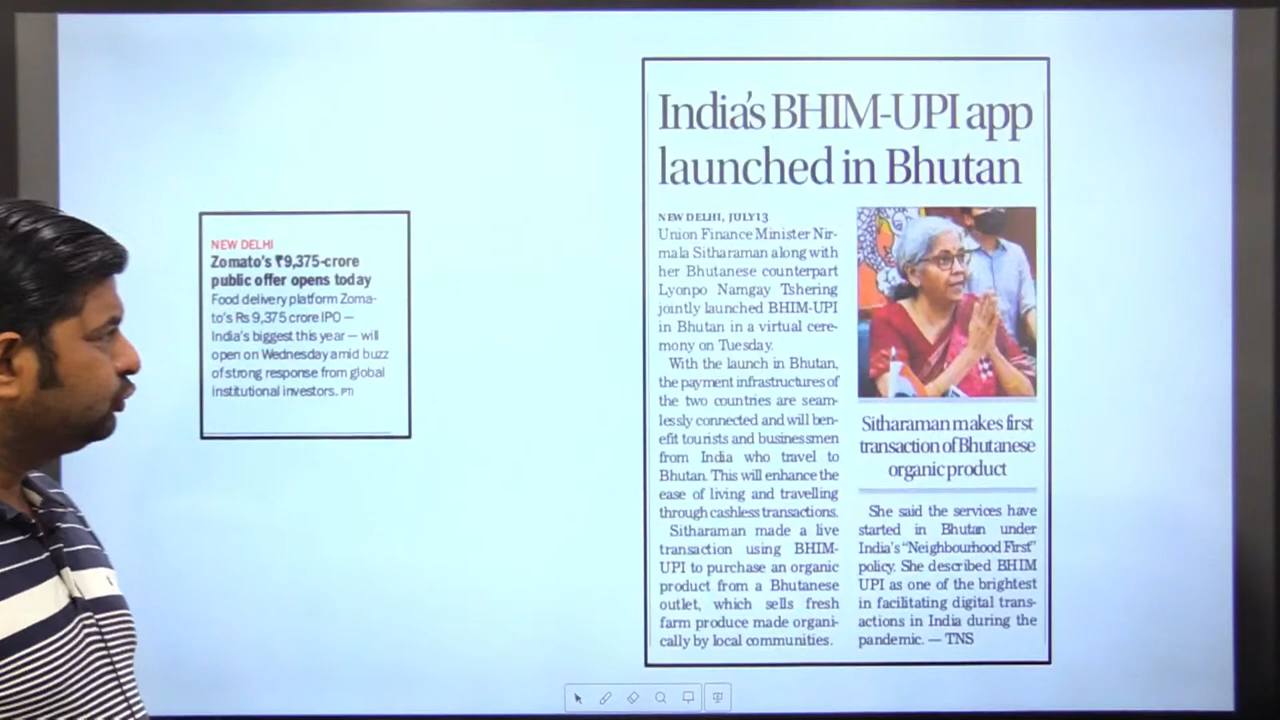 NEW DELHI
Zomato's ₹9,375-crore
public offer opens today
Food delivery platform Zoma-
to's Rs 9,375 crore IPO —
India's biggest this year — will
open on Wednesday amid buzz
of strong response from global
institutional investors. PTI
India's BHIM-UPI app
launched in Bhutan
NEW DELHI, JULY 13
Union Finance Minister Nir-
mala Sitharaman along with
her Bhutanese counterpart
Lyonpo Namgay Tshering
jointly launched BHIM-UPI
in Bhutan in a virtual cere-
mony on Tuesday.
With the launch in Bhutan,
the payment infrastructures of
the two countries are seam-
lessly connected and will ben-
efit tourists and businessmen
from India who travel to
Bhutan. This will enhance the
ease of living and travelling
through cashless transactions.
Sitharaman made a live
transaction using BHIM-
UPI to purchase an organic
product from a Bhutanese
outlet, which sells fresh
farm produce made organi-
cally by local communities.
Sitharaman makes first
transaction of Bhutanese
organic product
She said the services have
started in Bhutan under
India's "Neighbourhood First"
policy. She described BHIM
UPI as one of the brightest
in facilitating digital trans-
actions in India during the
pandemic. — TNS